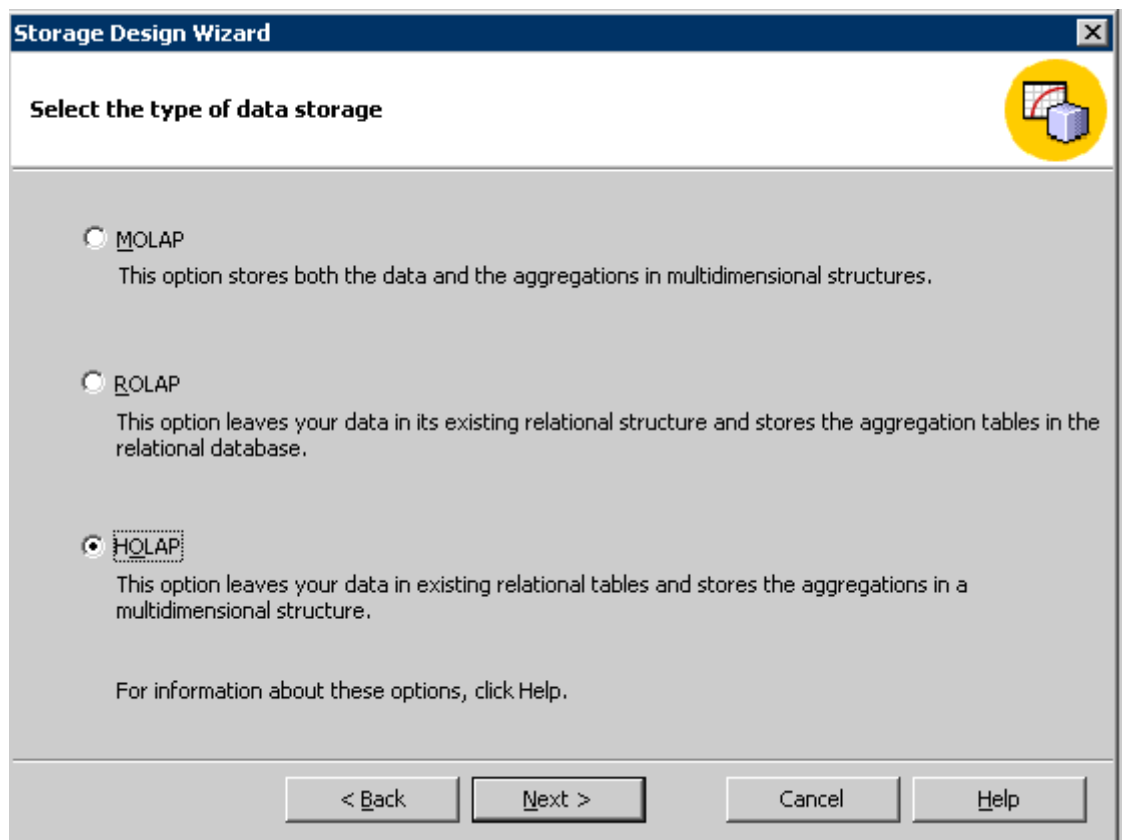 Storage Design Wizard
Select the type of data storage
MOLAP
This option stores both the data and the aggregations in multidimensional structures.
ROLAP
This option leaves your data in its existing relational structure and stores the aggregation tables in the
relational database.
HOLAP
This option leaves your data in existing relational tables and stores the aggregations in a
multidimensional structure.
For information about these options, click Help.
< Back Next > Cancel Help